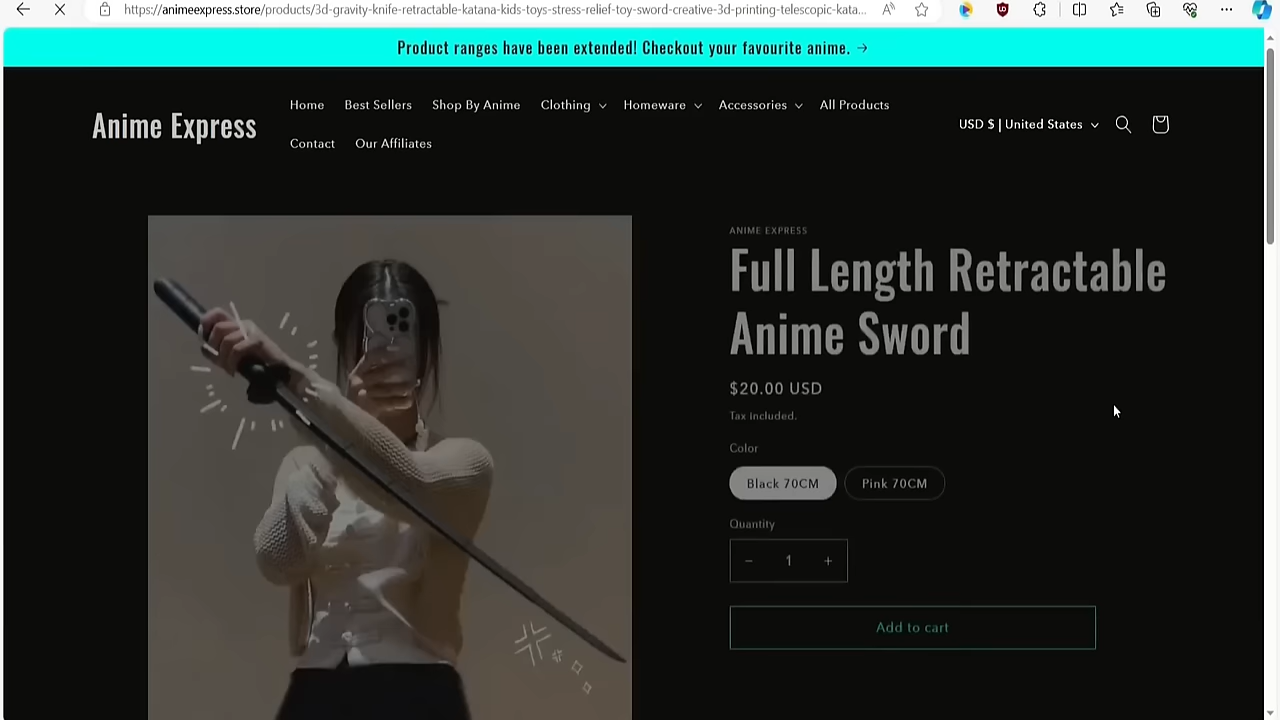 https://animeexpress.store/products/3d-gravity-knife-retractable-katana-kids-toys-stress-relief-toy-sword-creative-3d-printing-telescopic-kata...
Product ranges have been extended! Checkout your favourite anime. →
Anime Express
Home Best Sellers Shop By Anime Clothing Homeware Accessories All Products
Contact Our Affiliates
USD $ | United States
ANIME EXPRESS
Full Length Retractable
Anime Sword
$20.00 USD
Tax included.
Color
Black 70CM Pink 70CM
Quantity
− 1 +
Add to cart